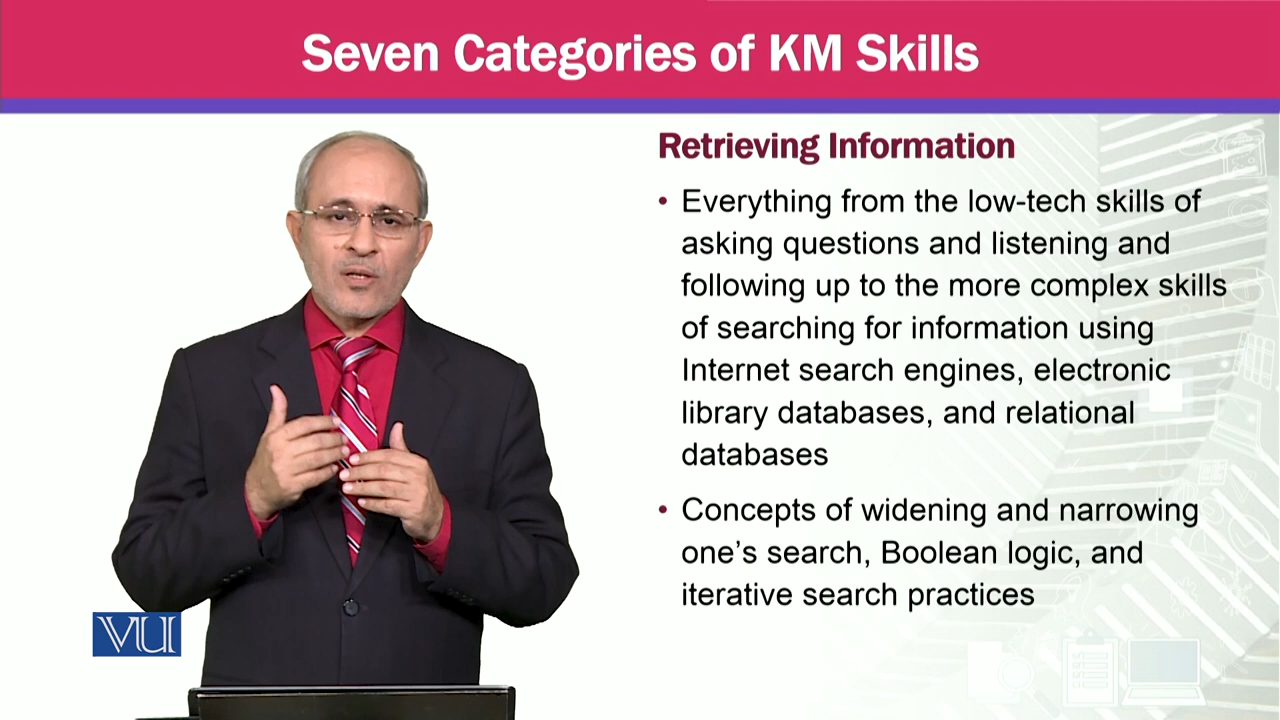 Seven Categories of KM Skills
Retrieving Information
• Everything from the low-tech skills of
asking questions and listening and
following up to the more complex skills
of searching for information using
Internet search engines, electronic
library databases, and relational
databases
• Concepts of widening and narrowing
one’s search, Boolean logic, and
iterative search practices
VU